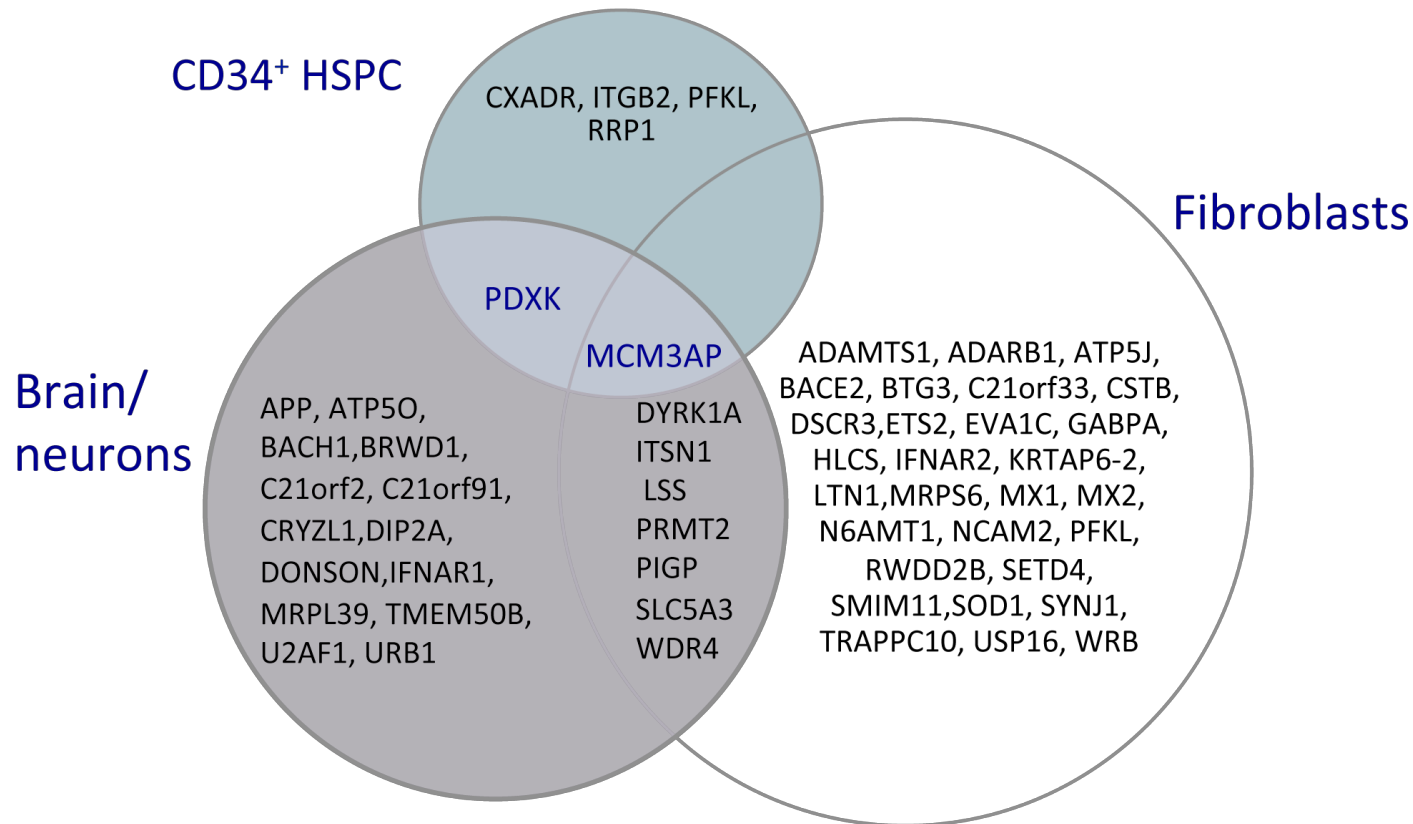 CD34⁺ HSPC
CXADR, ITGB2, PFKL,
RRP1
Fibroblasts
PDXK
MCM3AP
Brain/
neurons
APP, ATP5O,
BACH1,BRWD1,
C21orf2, C21orf91,
CRYZL1,DIP2A,
DONSON,IFNAR1,
MRPL39, TMEM50B,
U2AF1, URB1
DYRK1A
ITSN1
LSS
PRMT2
PIGP
SLC5A3
WDR4
ADAMTS1, ADARB1, ATP5J,
BACE2, BTG3, C21orf33, CSTB,
DSCR3,ETS2, EVA1C, GABPA,
HLCS, IFNAR2, KRTAP6-2,
LTN1,MRPS6, MX1, MX2,
N6AMT1, NCAM2, PFKL,
RWDD2B, SETD4,
SMIM11,SOD1, SYNJ1,
TRAPPC10, USP16, WRB